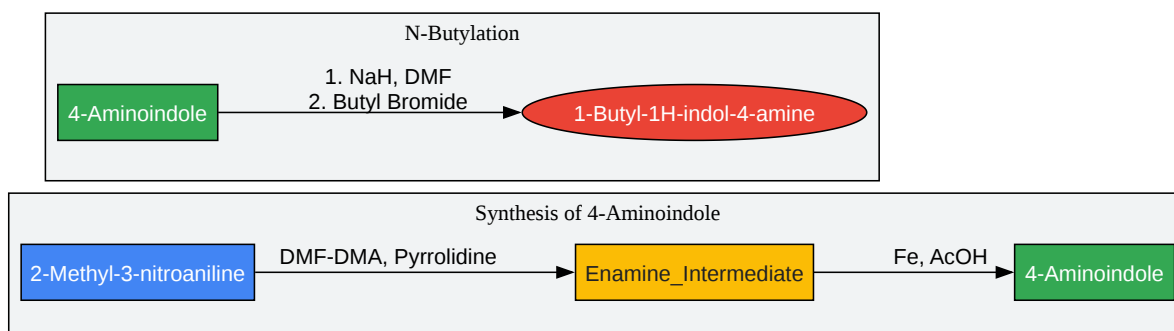 N-Butylation
4-Aminoindole
1. NaH, DMF
2. Butyl Bromide
1-Butyl-1H-indol-4-amine
Synthesis of 4-Aminoindole
2-Methyl-3-nitroaniline
DMF-DMA, Pyrrolidine
Enamine_Intermediate
Fe, AcOH
4-Aminoindole